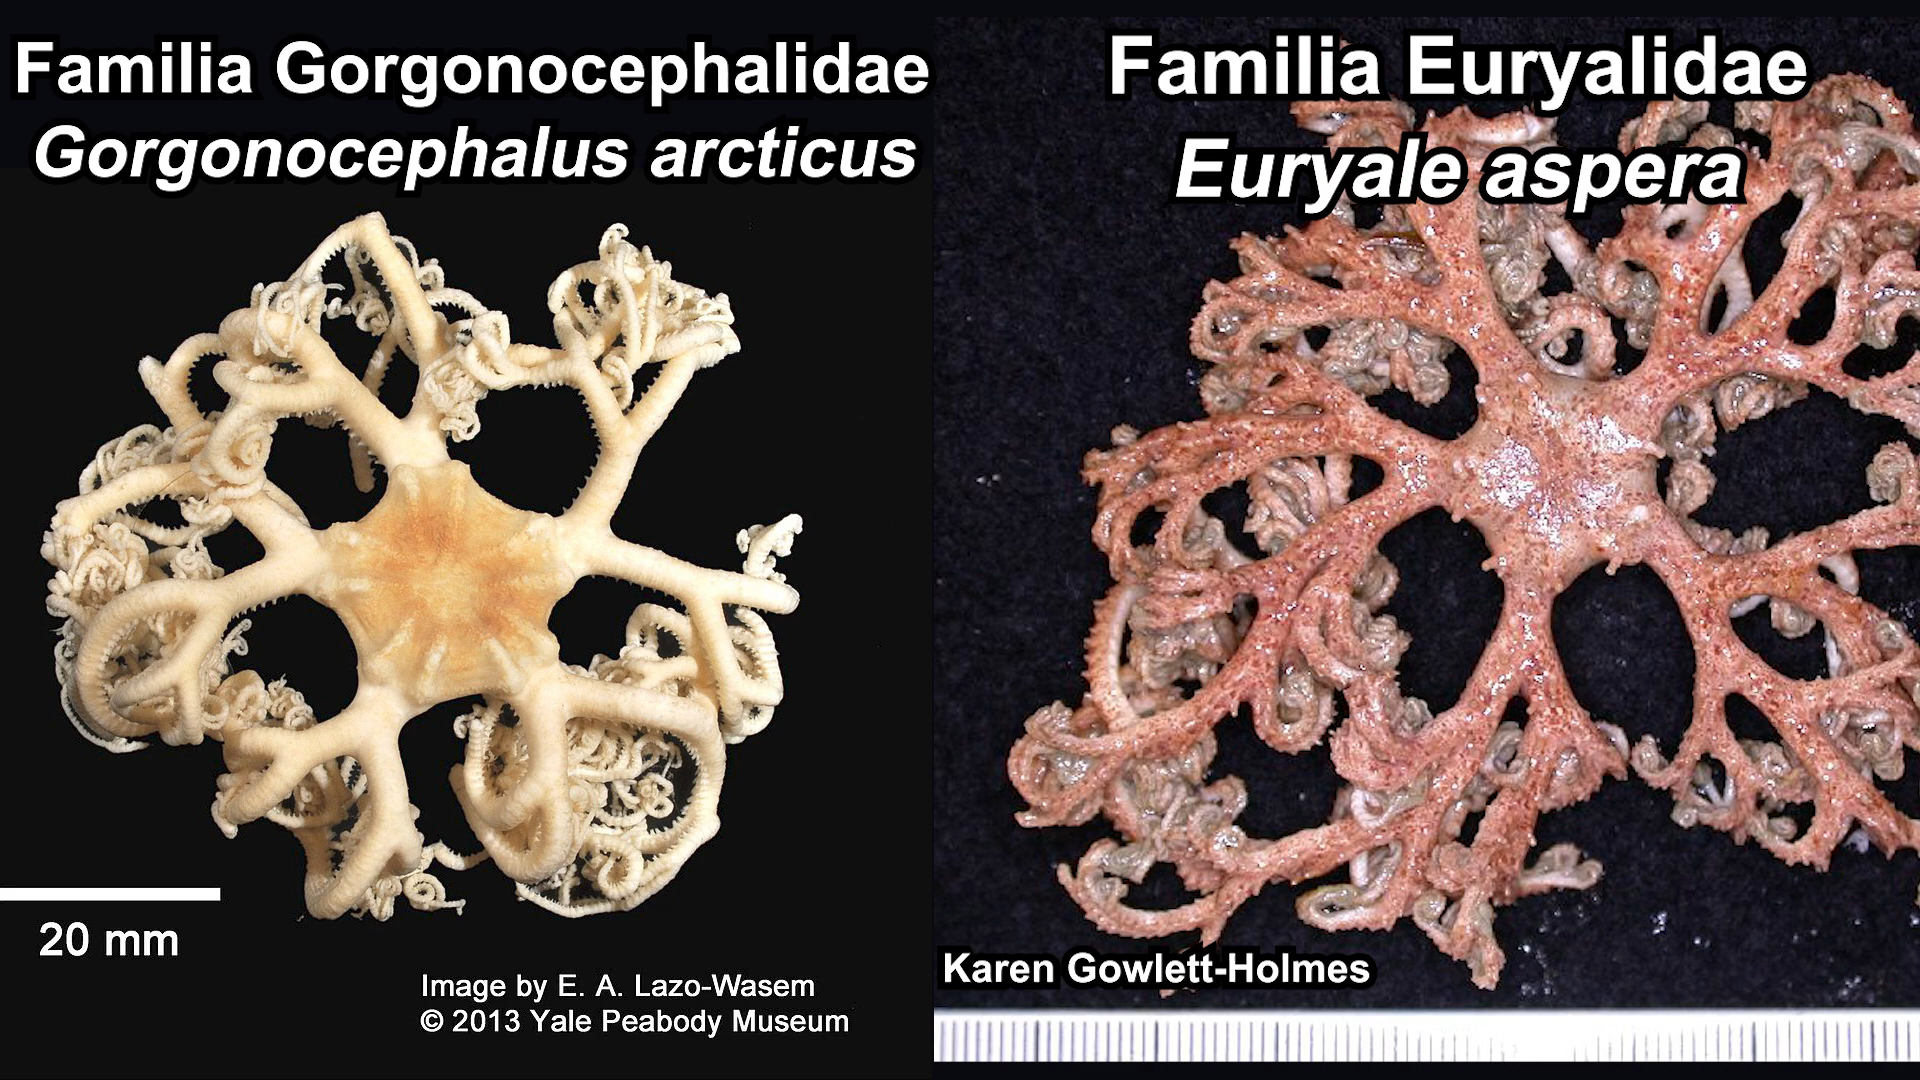 Familia Gorgonocephalidae
Gorgonocephalus arcticus
20 mm
Image by E. A. Lazo-Wasem
© 2013 Yale Peabody Museum
Familia Euryalidae
Euryale aspera
Karen Gowlett-Holmes